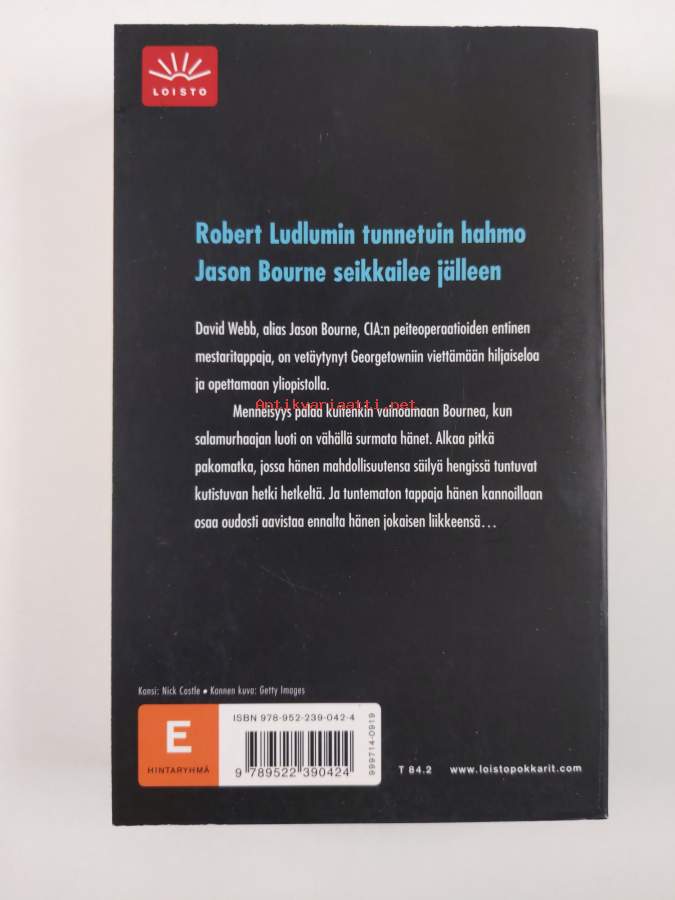 LOISTO
Robert Ludlumin tunnetuin hahmo
Jason Bourne seikkailee jälleen
David Webb, alias Jason Bourne, CIA:n peiteoperaatioiden entinen
mestaritappaja, on vetäytynyt Georgetowniin viettämään hiljaiseloa
ja opettamaan yliopistolla.
Antikvariaatti.net
Menneisyys palaa kuitenkin vainoamaan Bournea, kun
salamurhaajan luoti on vähällä surmata hänet. Alkaa pitkä
pakomatka, jossa hänen mahdollisuutensa säilyä hengissä tuntuvat
kutistuvan hetki hetkeltä. Ja tuntematon tappaja hänen kannoillaan
osaa oudosti aavistaa ennalta hänen jokaisen liikkeensä...
Kansi: Nick Castle • Kannen kuva: Getty Images
E
HINTARYHMÄ
ISBN 978-952-239-042-4
9 789522 390424
999714-0919
T 84.2 www.loistopokkarit.com